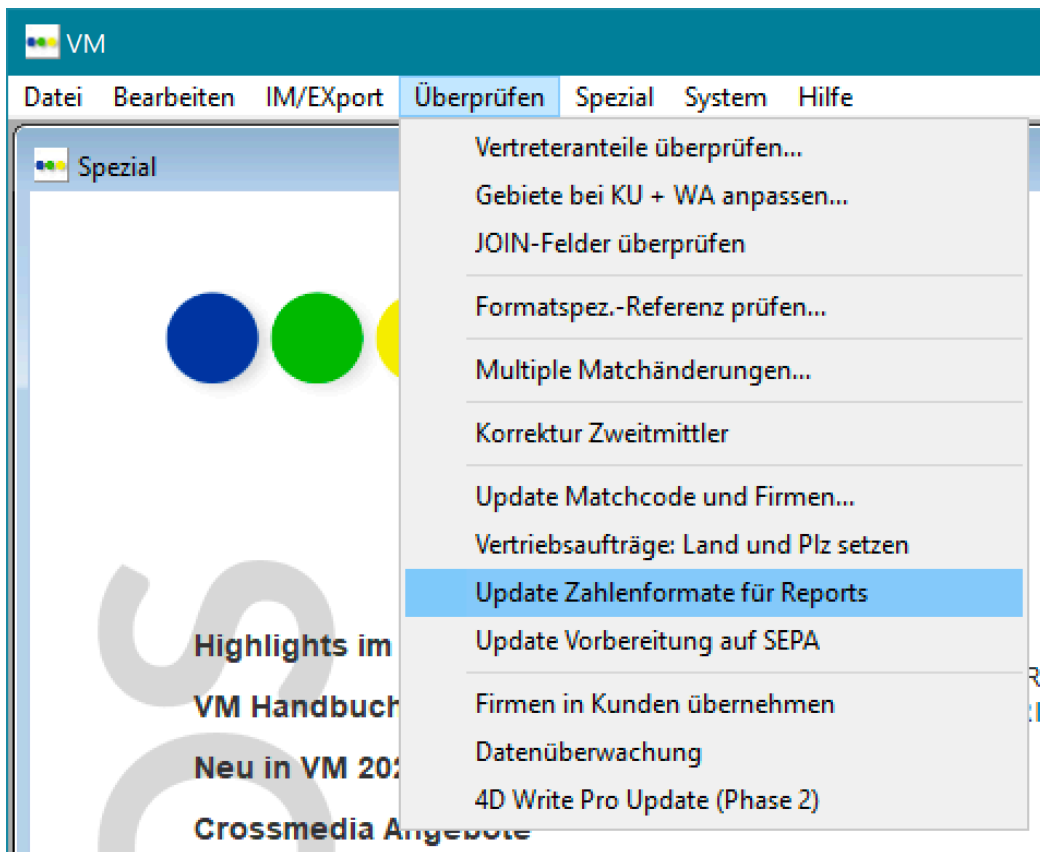 VM
Datei Bearbeiten IM/EXport Überprüfen Spezial System Hilfe
Spezial
Vertreteranteile überprüfen...
Gebiete bei KU + WA anpassen...
JOIN-Felder überprüfen
Formatspez.-Referenz prüfen...
Multiple Matchänderungen...
Korrektur Zweitmittler
Update Matchcode und Firmen...
Vertriebsaufträge: Land und Plz setzen
Update Zahlenformate für Reports
Update Vorbereitung auf SEPA
Firmen in Kunden übernehmen
Datenüberwachung
4D Write Pro Update (Phase 2)
Highlights im
VM Handbuch
Neu in VM 202
Crossmedia Angebote